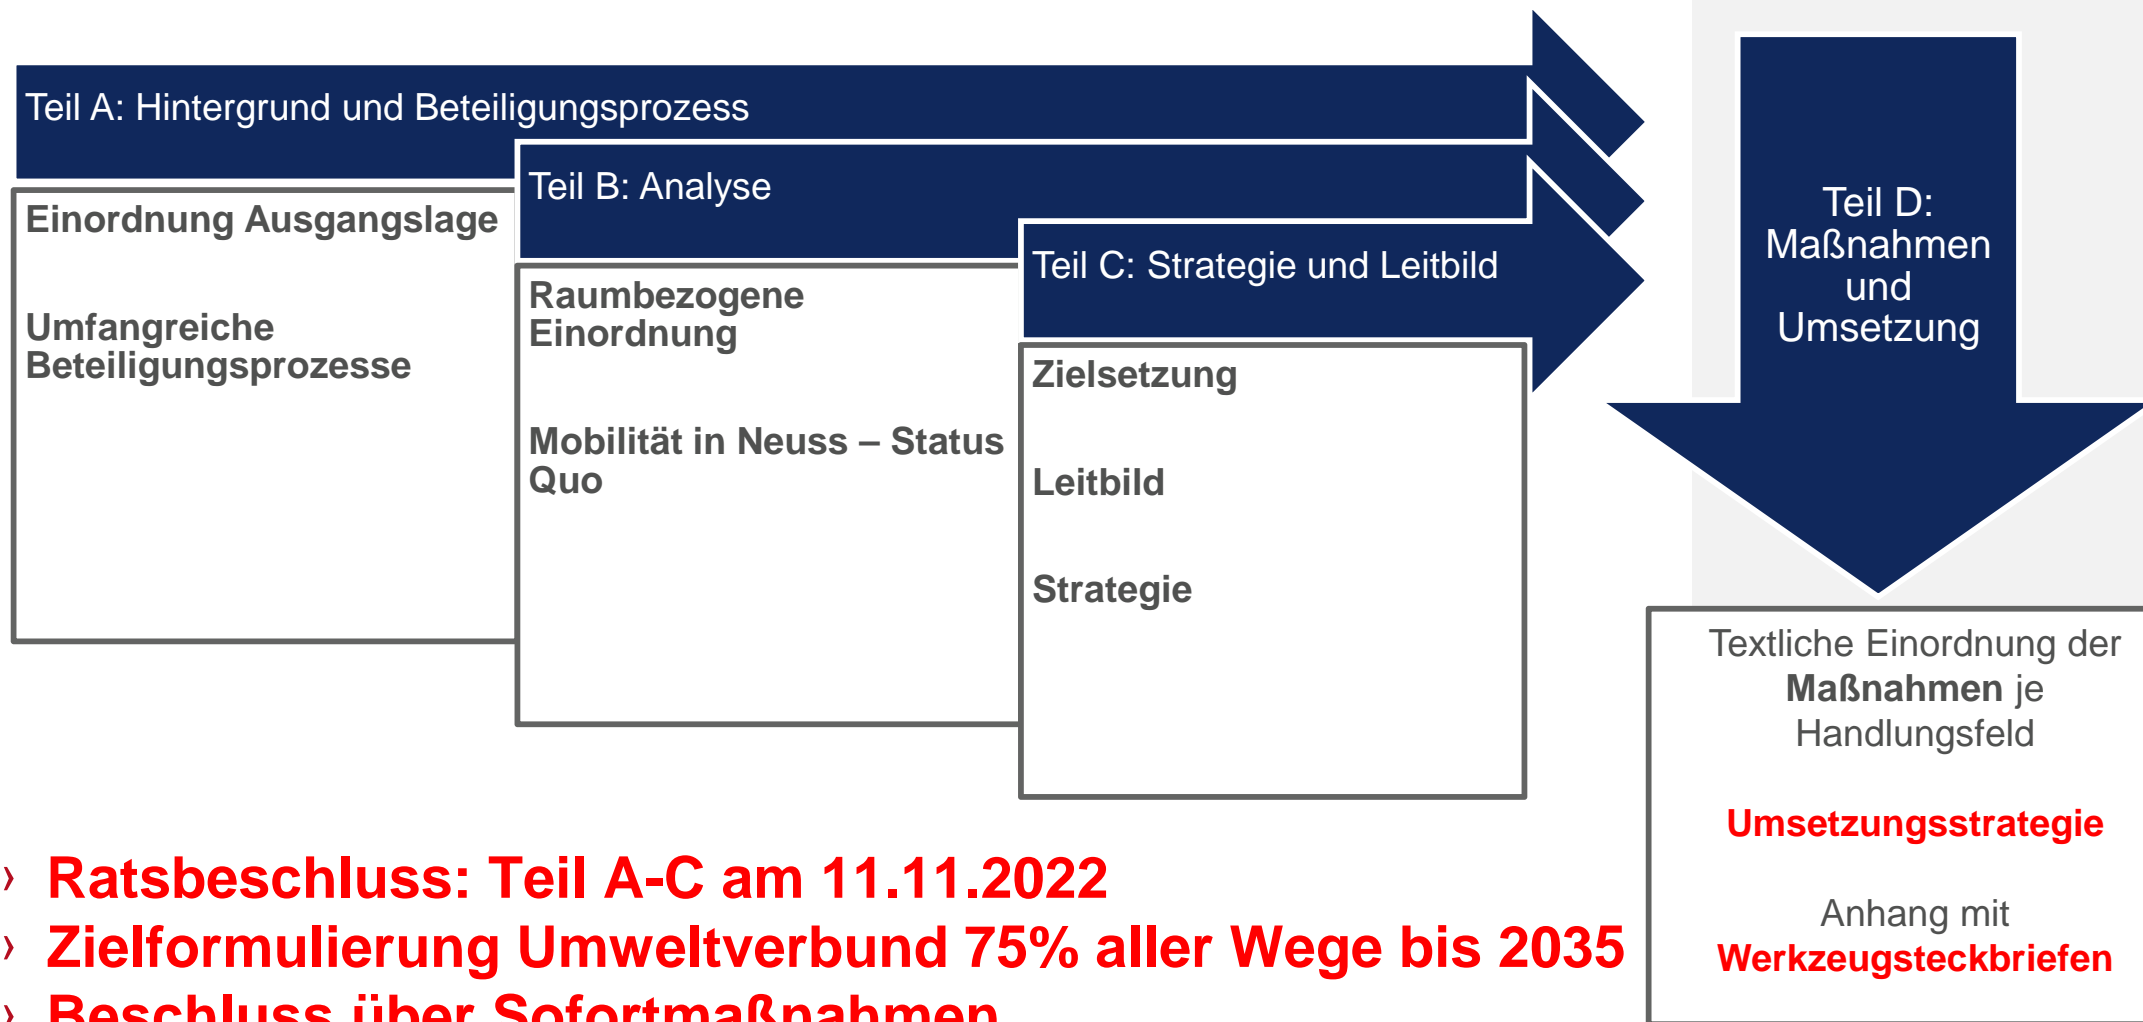 Teil A: Hintergrund und Beteiligungsprozess
Einordnung Ausgangslage
Umfangreiche
Beteiligungsprozesse
Teil B: Analyse
Raumbezogene
Einordnung
Mobilität in Neuss – Status
Quo
Teil C: Strategie und Leitbild
Zielsetzung
Leitbild
Strategie
Teil D:
Maßnahmen
und
Umsetzung
Textliche Einordnung der
Maßnahmen je
Handlungsfeld
Umsetzungsstrategie
Anhang mit
Werkzeugsteckbriefen
› Ratsbeschluss: Teil A-C am 11.11.2022
› Zielformulierung Umweltverbund 75% aller Wege bis 2035
› Beschluss über Sofortmaßnahmen